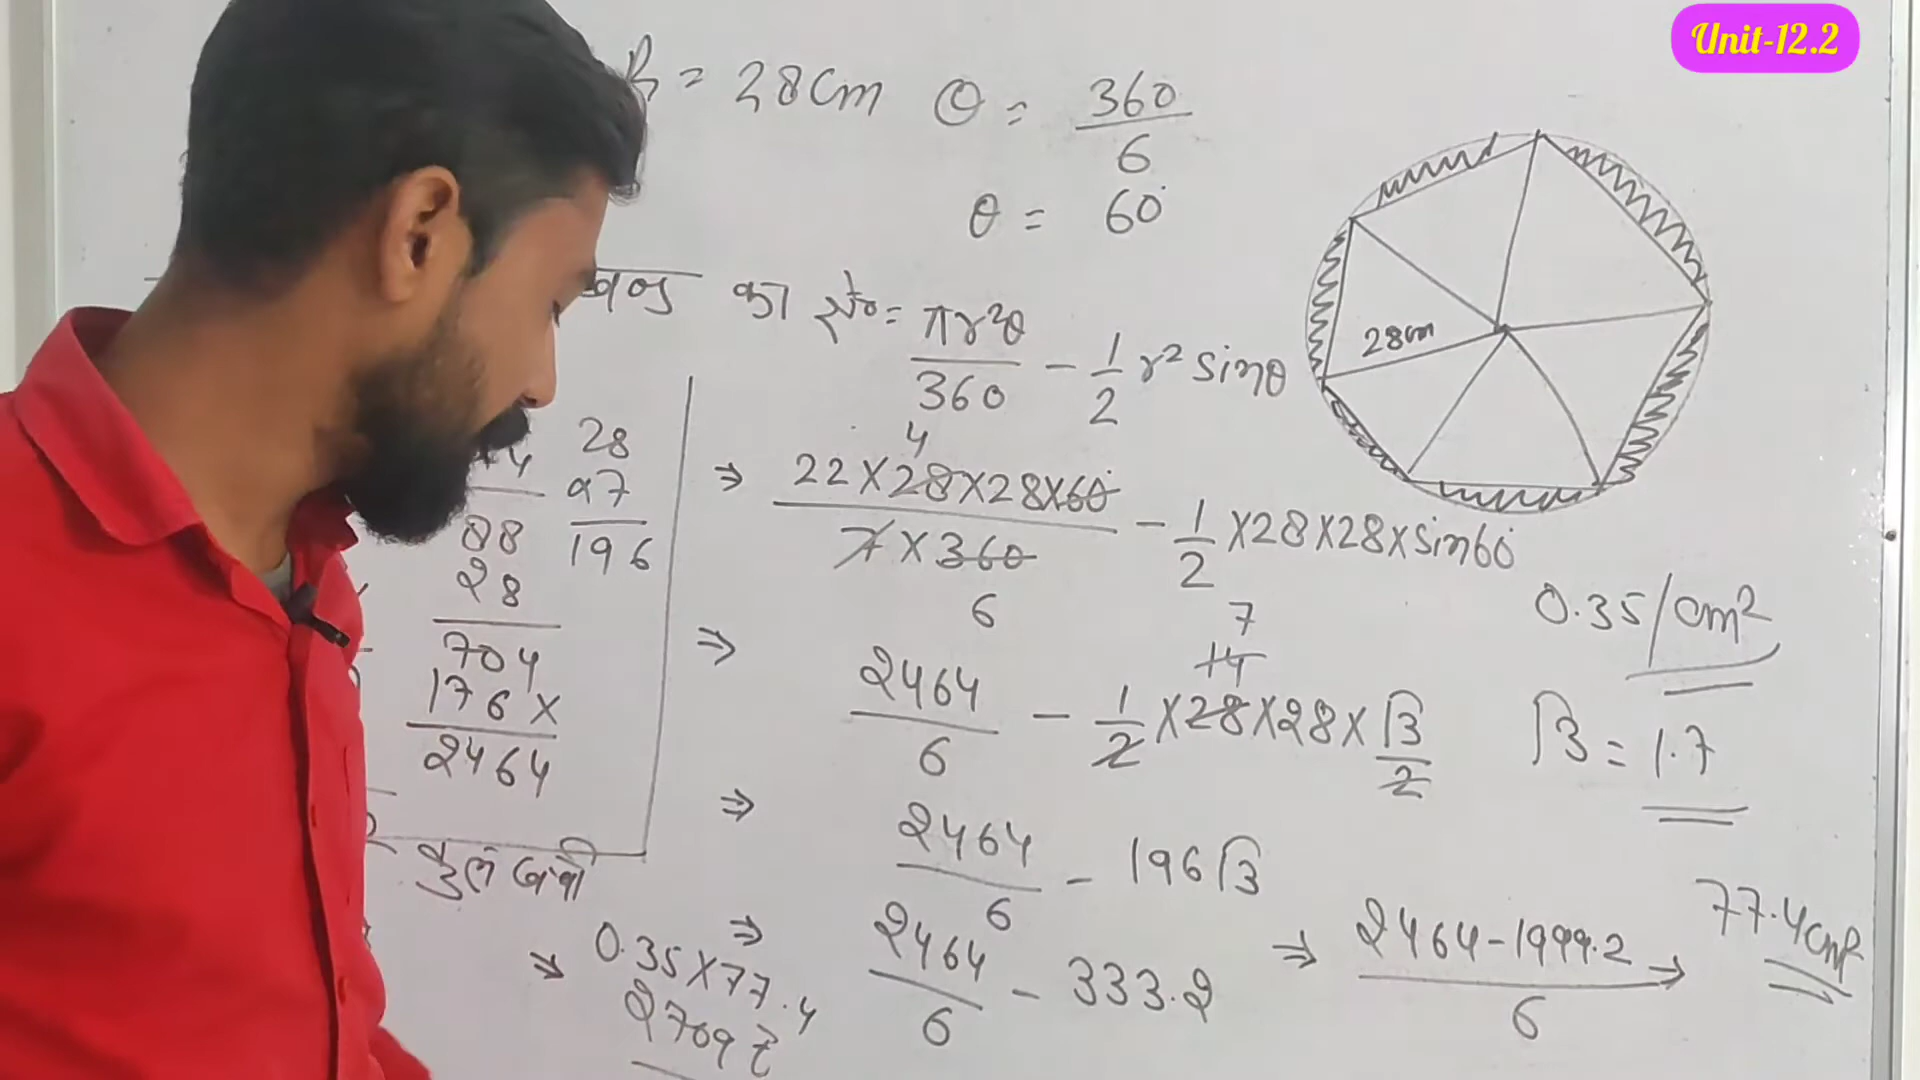 Unit-12.2
R = 28cm θ = 360/6
θ = 60°
का क्षे० = πr²θ/360 - 1/2 r² sinθ
28cm
28
×7
196
88
28
704
176×
2464
⇒ 22×28×28×60°/7×360 - 1/2 ×28×28×sin60°
4
6
0.35/cm²
⇒ 2464/6 - 1/2 ×28×28×√3/2
7
14
√3 = 1.7
⇒ 2464/6 - 196√3
कुल
⇒ 2464/6 - 333.2 ⇒ 2464-1999.2/6 → 77.4cm²
⇒ 0.35×77.4